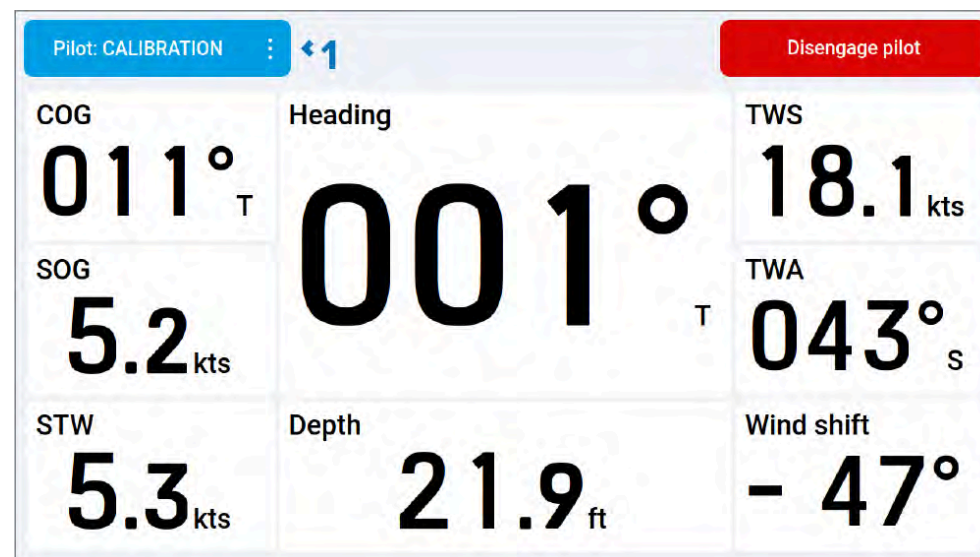 Pilot: CALIBRATION
1
Disengage pilot
COG
011° T
SOG
5.2 kts
STW
5.3 kts
Heading
001° T
Depth
21.9 ft
TWS
18.1 kts
TWA
043° S
Wind shift
- 47°